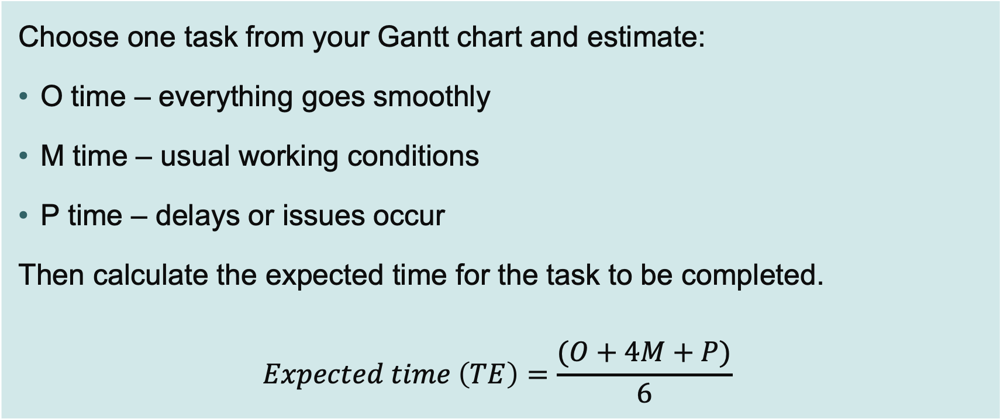 Choose one task from your Gantt chart and estimate:
• O time – everything goes smoothly
• M time – usual working conditions
• P time – delays or issues occur
Then calculate the expected time for the task to be completed.
Expected time (TE) = (O + 4M + P) / 6